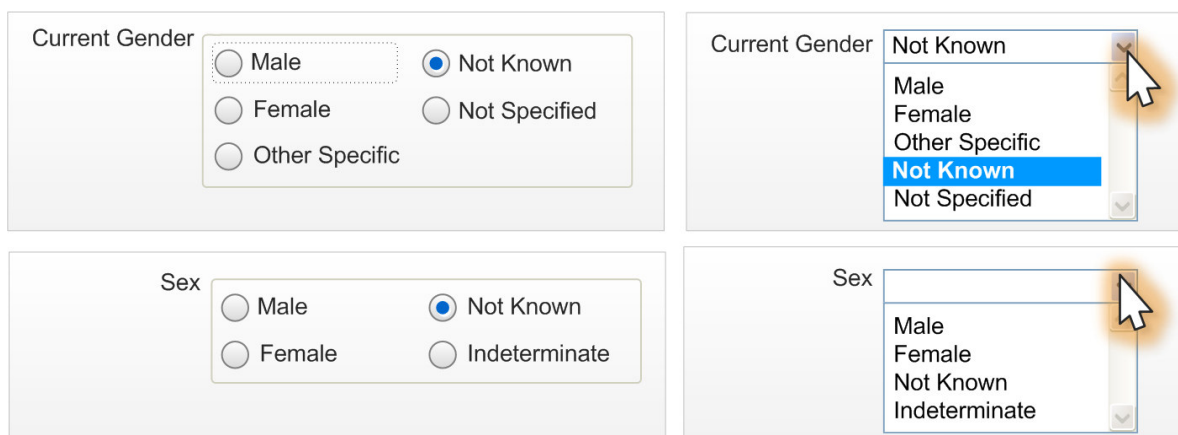 Current Gender
Male
Not Known
Female
Not Specified
Other Specific
Current Gender
Not Known
Male
Female
Other Specific
Not Known
Not Specified
Sex
Male
Not Known
Female
Indeterminate
Sex
Male
Female
Not Known
Indeterminate